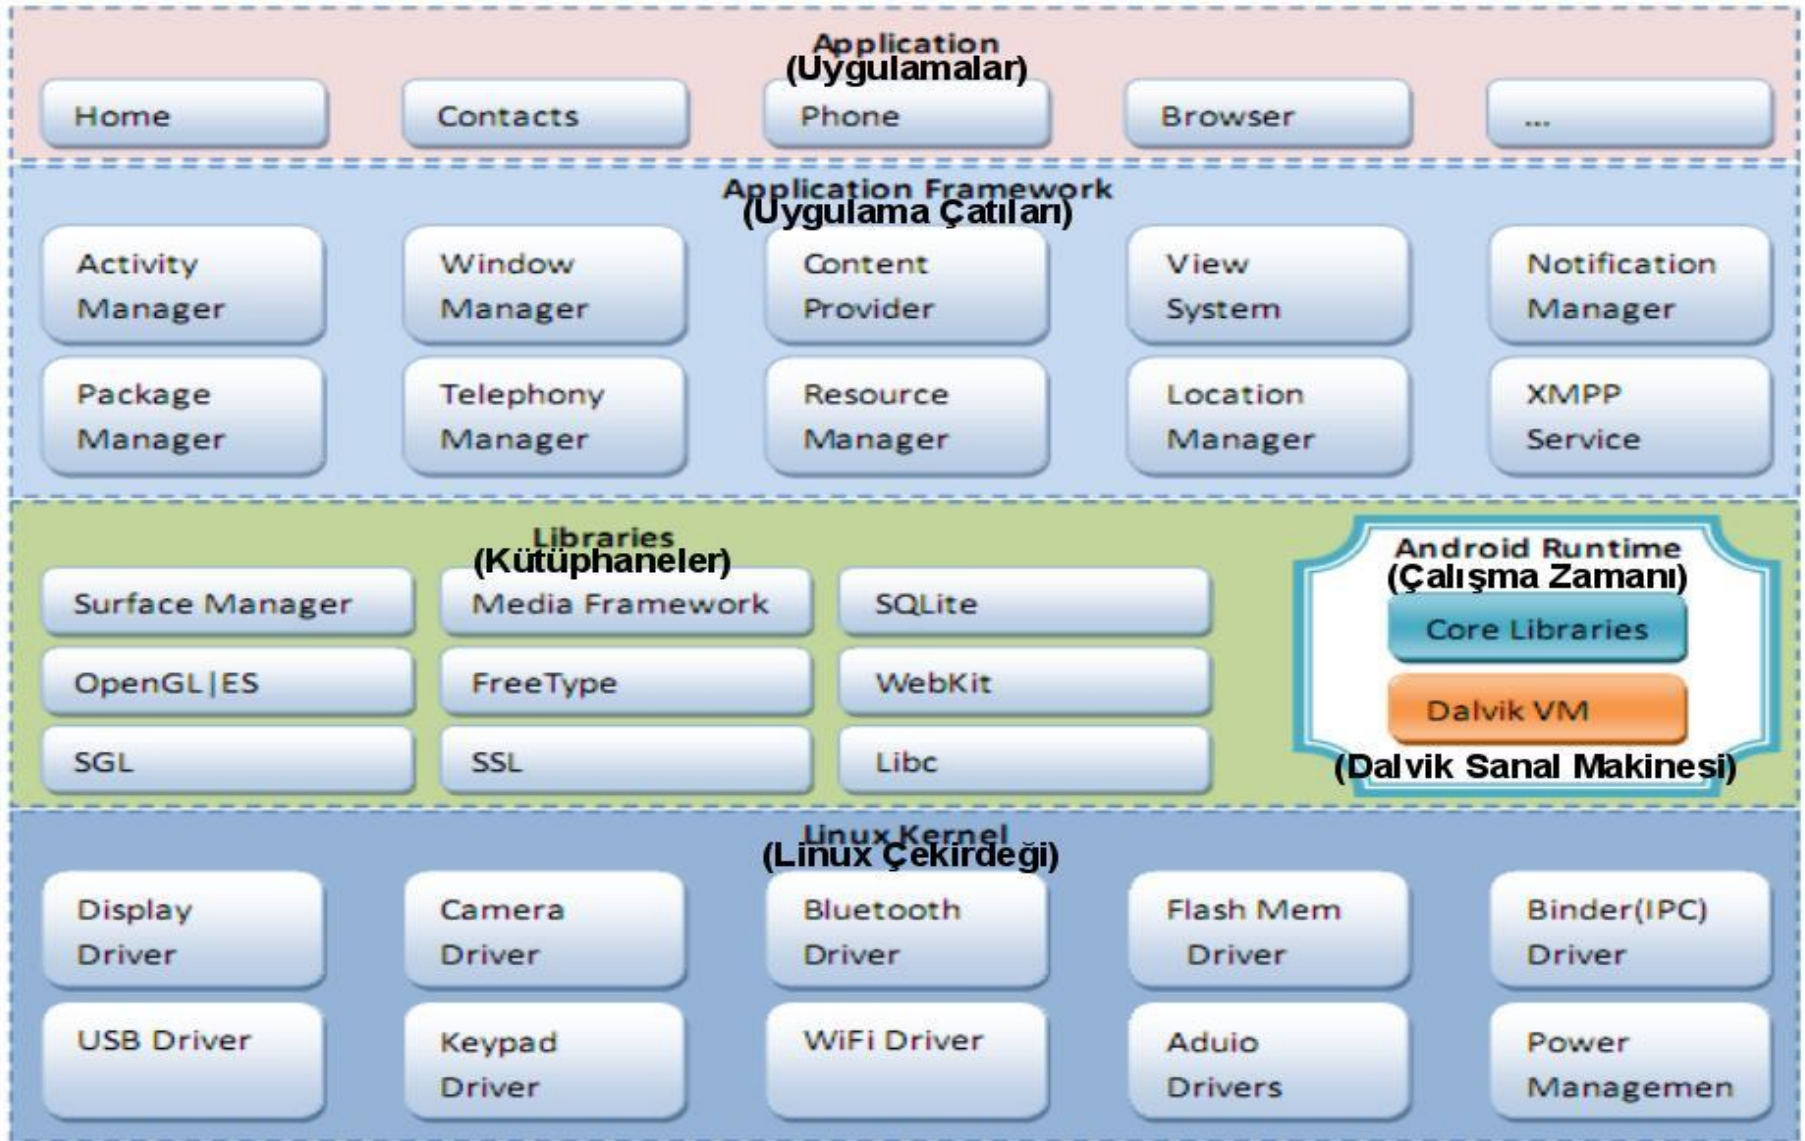 Application
(Uygulamalar)
Home
Contacts
Phone
Browser
...
Application Framework
(Uygulama Çatıları)
Activity
Manager
Window
Manager
Content
Provider
View
System
Notification
Manager
Package
Manager
Telephony
Manager
Resource
Manager
Location
Manager
XMPP
Service
Libraries
(Kütüphaneler)
Surface Manager
Media Framework
SQLite
OpenGL|ES
FreeType
WebKit
SGL
SSL
Libc
Android Runtime
(Çalışma Zamanı)
Core Libraries
Dalvik VM
(Dalvik Sanal Makinesi)
Linux Kernel
(Linux Çekirdeği)
Display
Driver
Camera
Driver
Bluetooth
Driver
Flash Mem
Driver
Binder(IPC)
Driver
USB Driver
Keypad
Driver
WiFi Driver
Aduio
Drivers
Power
Managemen